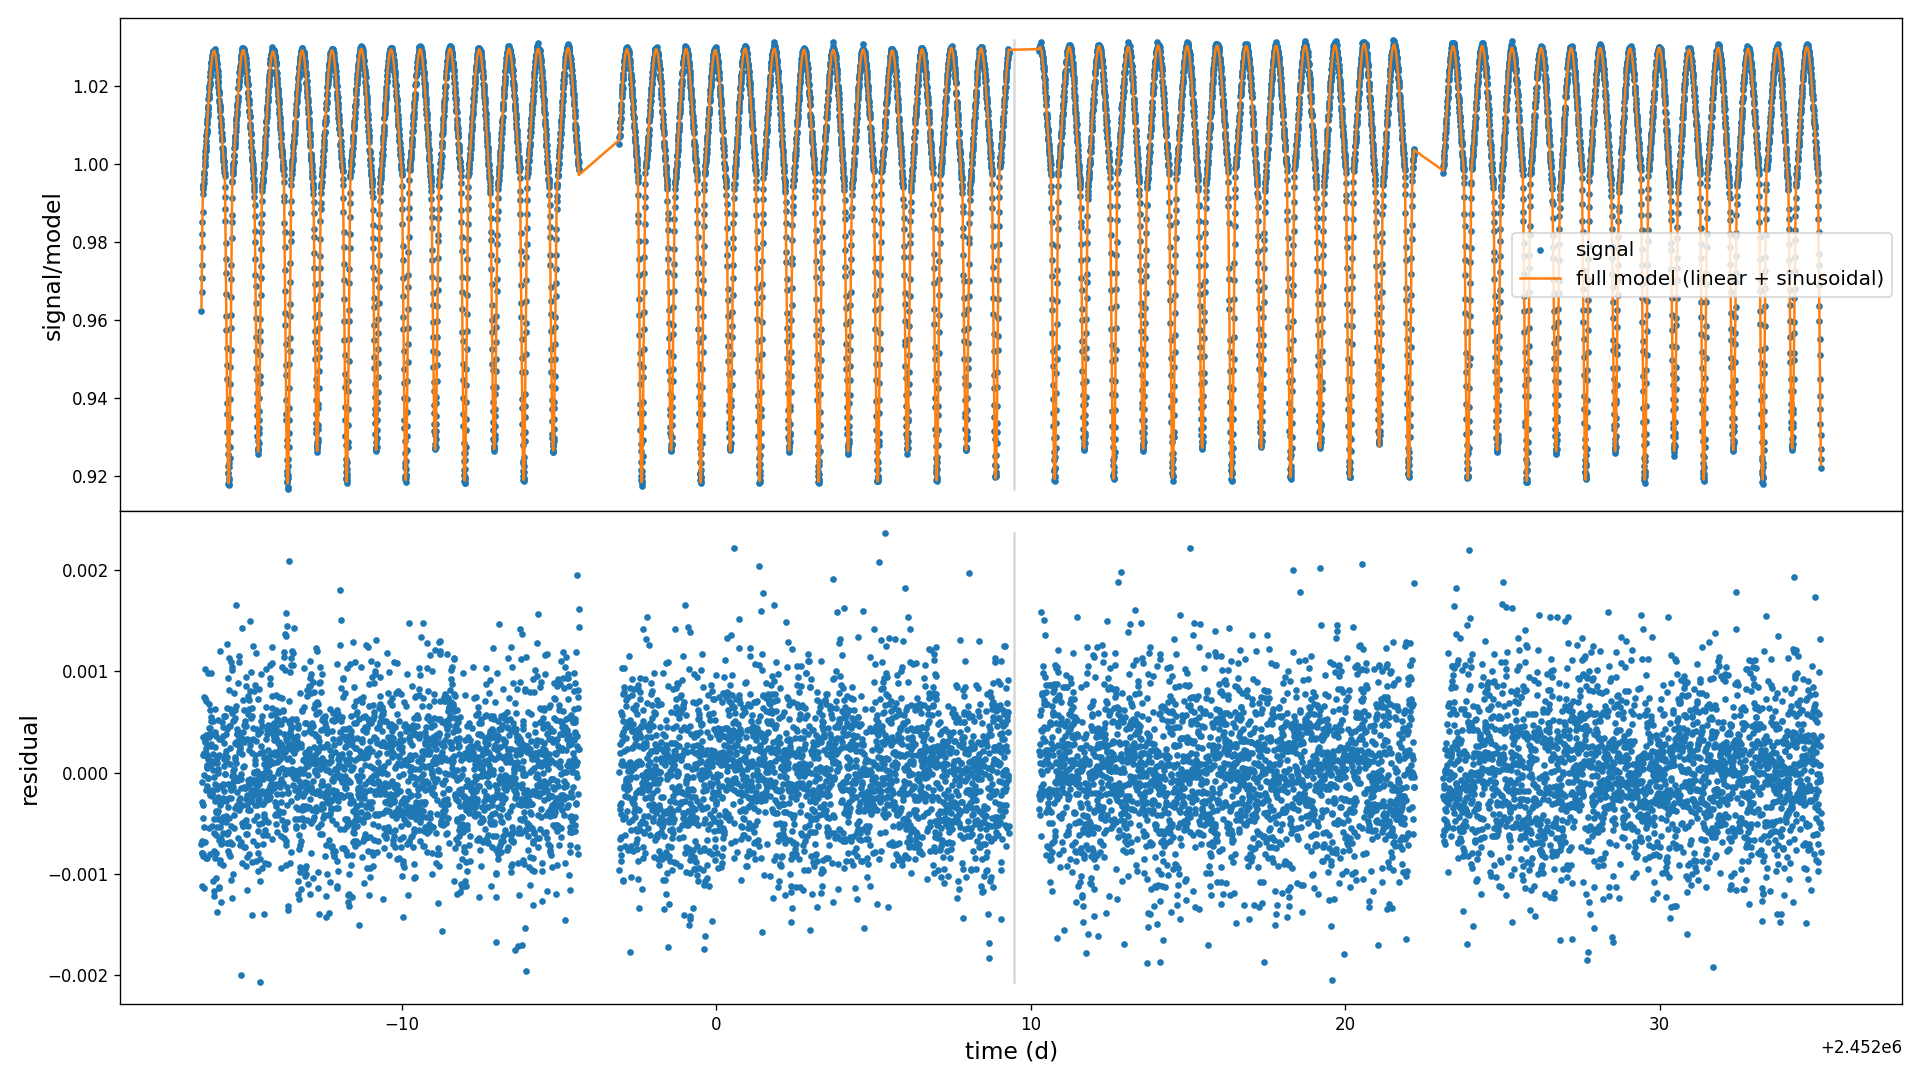 1.02
1.00
0.98
0.96
0.94
0.92
signal/model
signal
full model (linear + sinusoidal)
0.002
0.001
0.000
−0.001
−0.002
residual
−10
0
10
20
30
time (d)
+2.452e6